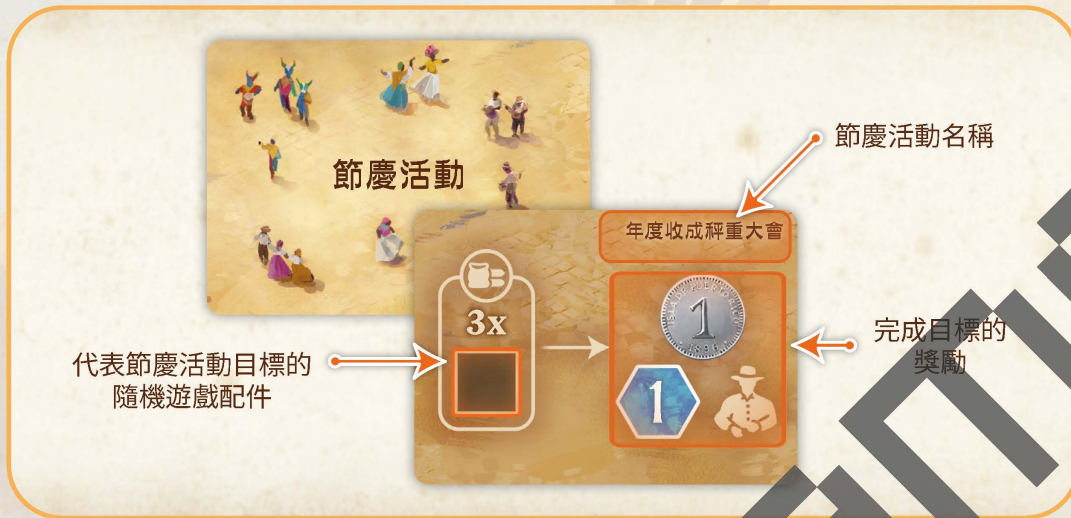 節慶活動
節慶活動名稱
年度收成秤重大會
3x
1
1
代表節慶活動目標的
隨機遊戲配件
完成目標的
獎勵